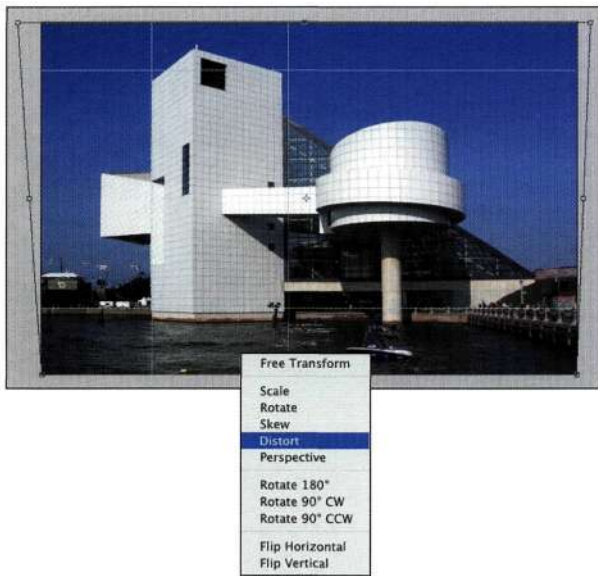 Free Transform
Scale
Rotate
Skew
Distort
Perspective
Rotate 180°
Rotate 90° CW
Rotate 90° CCW
Flip Horizontal
Flip Vertical